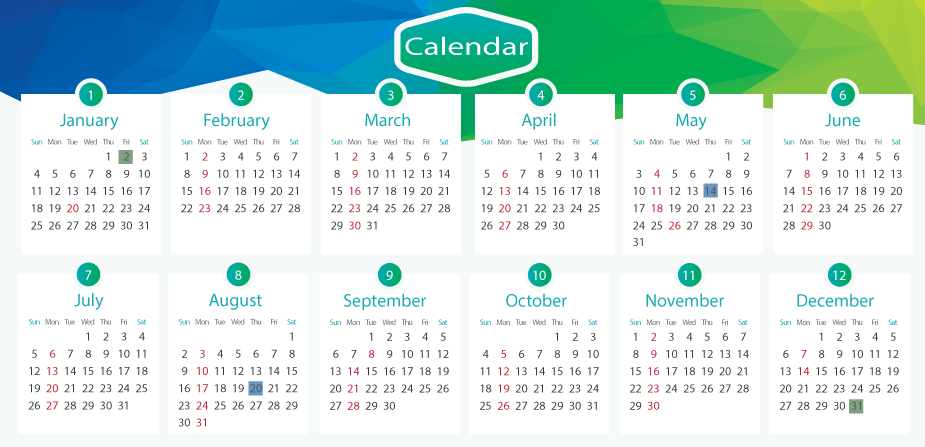 Calendar
1
January
Sun Mon Tue Wed Thu Fri Sat
1 2 3
4 5 6 7 8 9 10
11 12 13 14 15 16 17
18 19 20 21 22 23 24
25 26 27 28 29 30 31
2
February
Sun Mon Tue Wed Thu Fri Sat
1 2 3 4 5 6 7
8 9 10 11 12 13 14
15 16 17 18 19 20 21
22 23 24 25 26 27 28
3
March
Sun Mon Tue Wed Thu Fri Sat
1 2 3 4 5 6 7
8 9 10 11 12 13 14
15 16 17 18 19 20 21
22 23 24 25 26 27 28
29 30 31
4
April
Sun Mon Tue Wed Thu Fri Sat
1 2 3 4
5 6 7 8 9 10 11
12 13 14 15 16 17 18
19 20 21 22 23 24 25
26 27 28 29 30
5
May
Sun Mon Tue Wed Thu Fri Sat
1 2
3 4 5 6 7 8 9
10 11 12 13 14 15 16
17 18 19 20 21 22 23
24 25 26 27 28 29 30
31
6
June
Sun Mon Tue Wed Thu Fri Sat
1 2 3 4 5 6
7 8 9 10 11 12 13
14 15 16 17 18 19 20
21 22 23 24 25 26 27
28 29 30
7
July
Sun Mon Tue Wed Thu Fri Sat
1 2 3 4
5 6 7 8 9 10 11
12 13 14 15 16 17 18
19 20 21 22 23 24 25
26 27 28 29 30 31
8
August
Sun Mon Tue Wed Thu Fri Sat
1
2 3 4 5 6 7 8
9 10 11 12 13 14 15
16 17 18 19 20 21 22
23 24 25 26 27 28 29
30 31
9
September
Sun Mon Tue Wed Thu Fri Sat
1 2 3 4 5
6 7 8 9 10 11 12
13 14 15 16 17 18 19
20 21 22 23 24 25 26
27 28 29 30
10
October
Sun Mon Tue Wed Thu Fri Sat
1 2 3
4 5 6 7 8 9 10
11 12 13 14 15 16 17
18 19 20 21 22 23 24
25 26 27 28 29 30 31
11
November
Sun Mon Tue Wed Thu Fri Sat
1 2 3 4 5 6 7
8 9 10 11 12 13 14
15 16 17 18 19 20 21
22 23 24 25 26 27 28
29 30
12
December
Sun Mon Tue Wed Thu Fri Sat
1 2 3 4 5
6 7 8 9 10 11 12
13 14 15 16 17 18 19
20 21 22 23 24 25 26
27 28 29 30 31